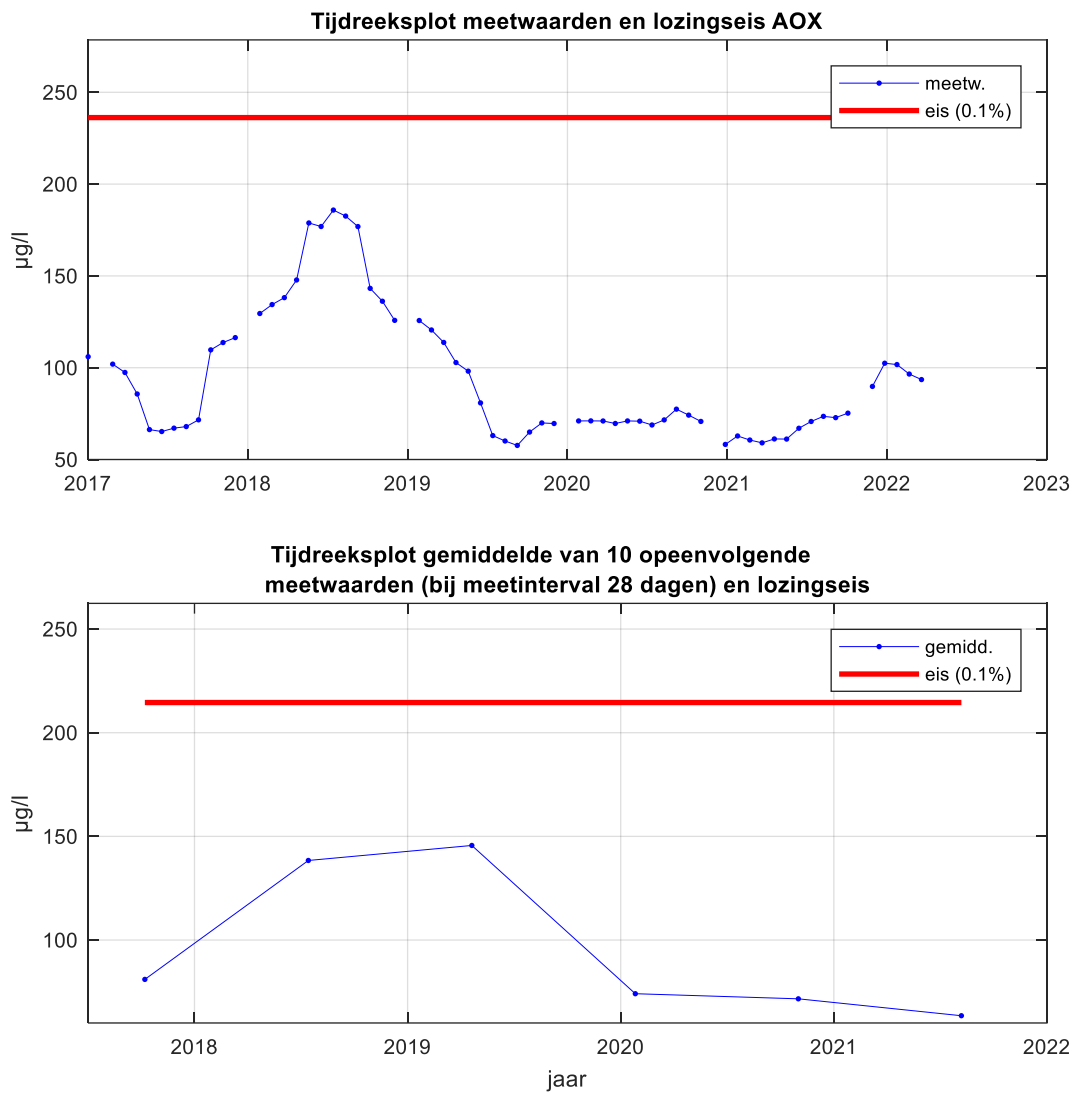 Tijdreeksplot meetwaarden en lozingseis AOX
250
200
150
100
50
µg/l
meetw.
eis (0.1%)
2017 2018 2019 2020 2021 2022 2023
Tijdreeksplot gemiddelde van 10 opeenvolgende
meetwaarden (bij meetinterval 28 dagen) en lozingseis
250
200
150
100
µg/l
gemidd.
eis (0.1%)
2018 2019 2020 2021 2022
jaar